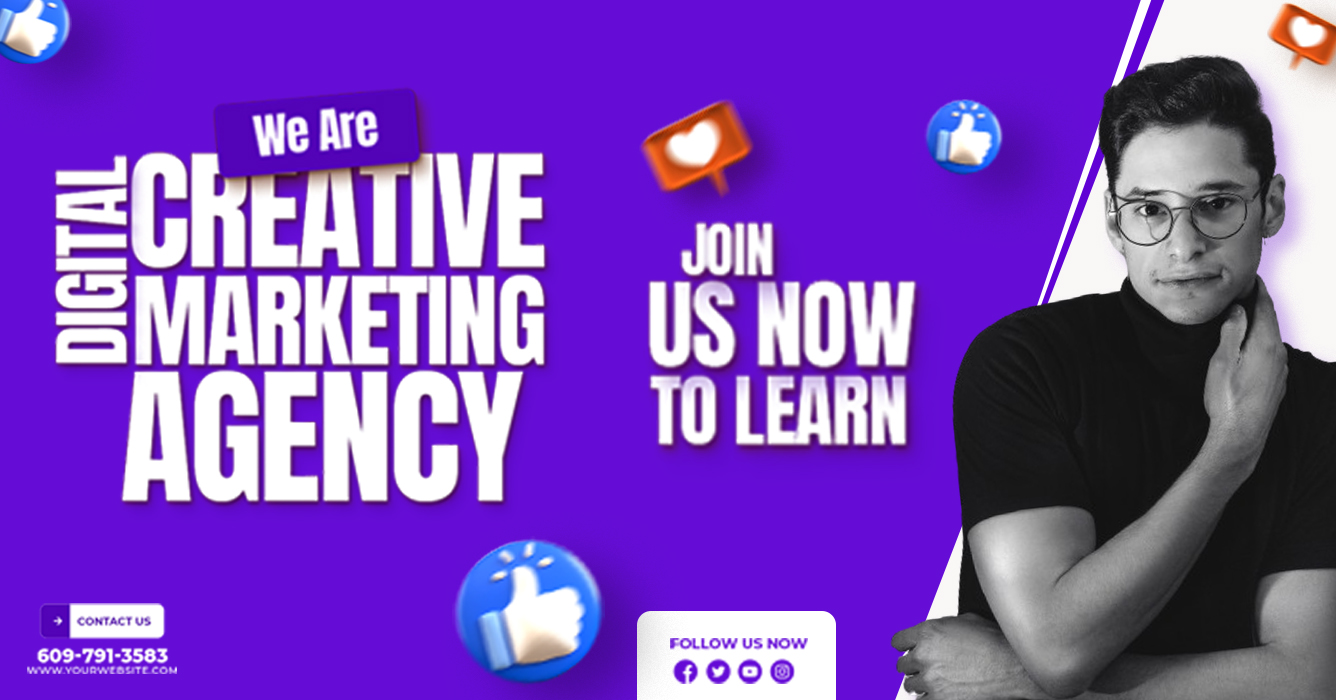 We Are
DIGITAL
CREATIVE
MARKETING
AGENCY
JOIN
US NOW
TO LEARN
CONTACT US
609-791-3583
WWW.YOURWEBSITE.COM
FOLLOW US NOW